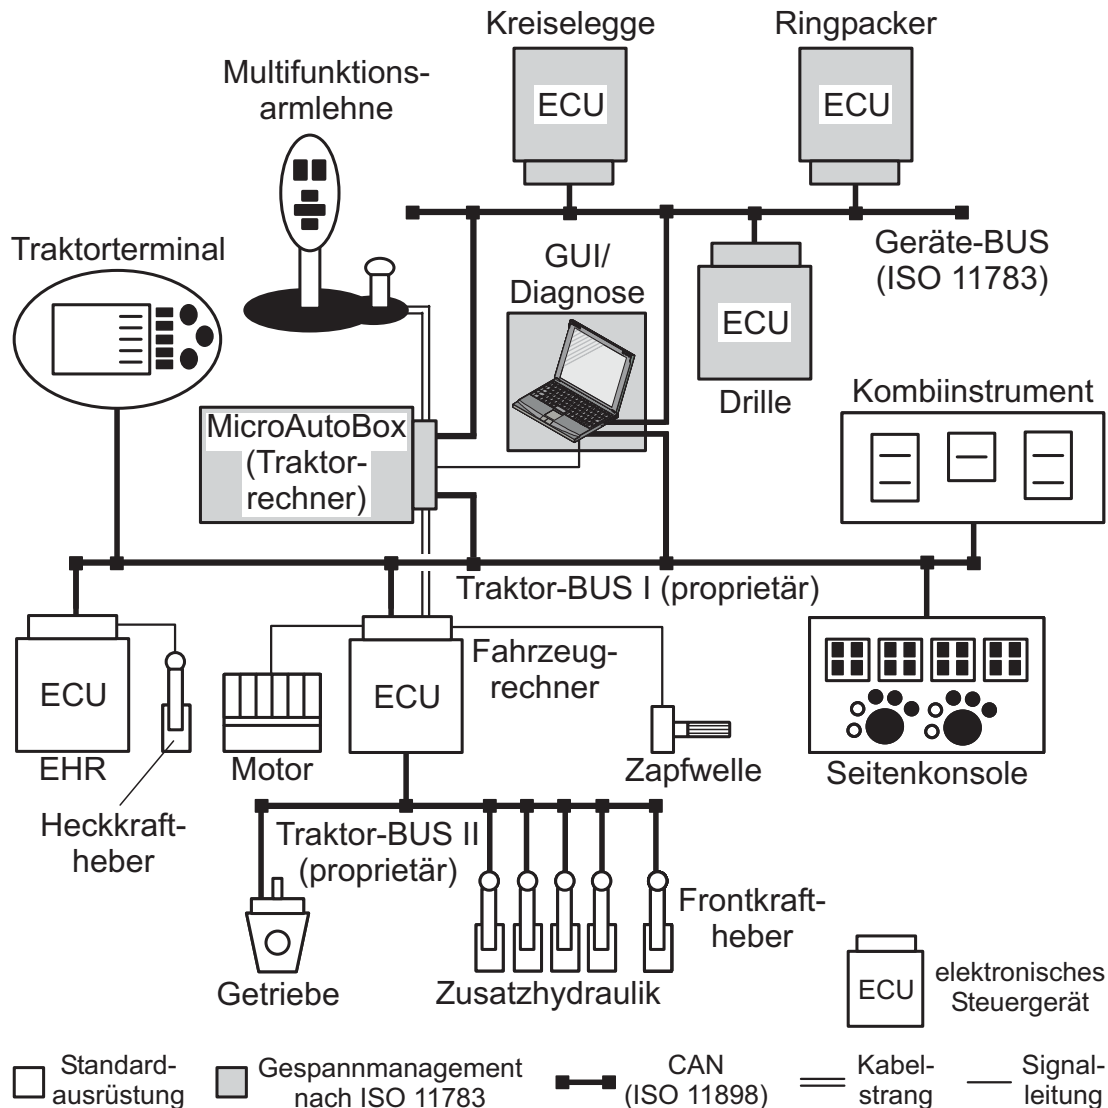 Kreiselegge
Ringpacker
Multifunktions-
armlehne
ECU
ECU
Traktorterminal
GUI/
Diagnose
Geräte-BUS
(ISO 11783)
ECU
Drille
Kombiinstrument
MicroAutoBox
(Traktor-
rechner)
Traktor-BUS I (proprietär)
ECU
EHR
Heckkraft-
heber
Motor
ECU
Fahrzeug-
rechner
Zapfwelle
Seitenkonsole
Traktor-BUS II
(proprietär)
Getriebe
Zusatzhydraulik
Frontkraft-
heber
ECU
elektronisches
Steuergerät
Standard-
ausrüstung
Gespannmanagement
nach ISO 11783
CAN
(ISO 11898)
Kabel-
strang
Signal-
leitung